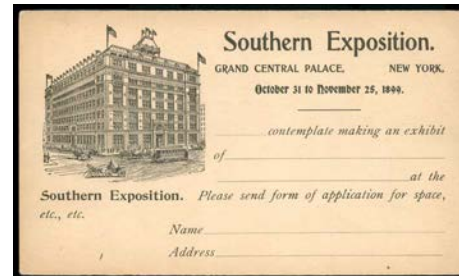 Southern Exposition.
GRAND CENTRAL PALACE, NEW YORK,
October 31 to November 25, 1899.
contemplate making an exhibit
of
at the
Southern Exposition. Please send form of application for space,
etc., etc.
Name
Address